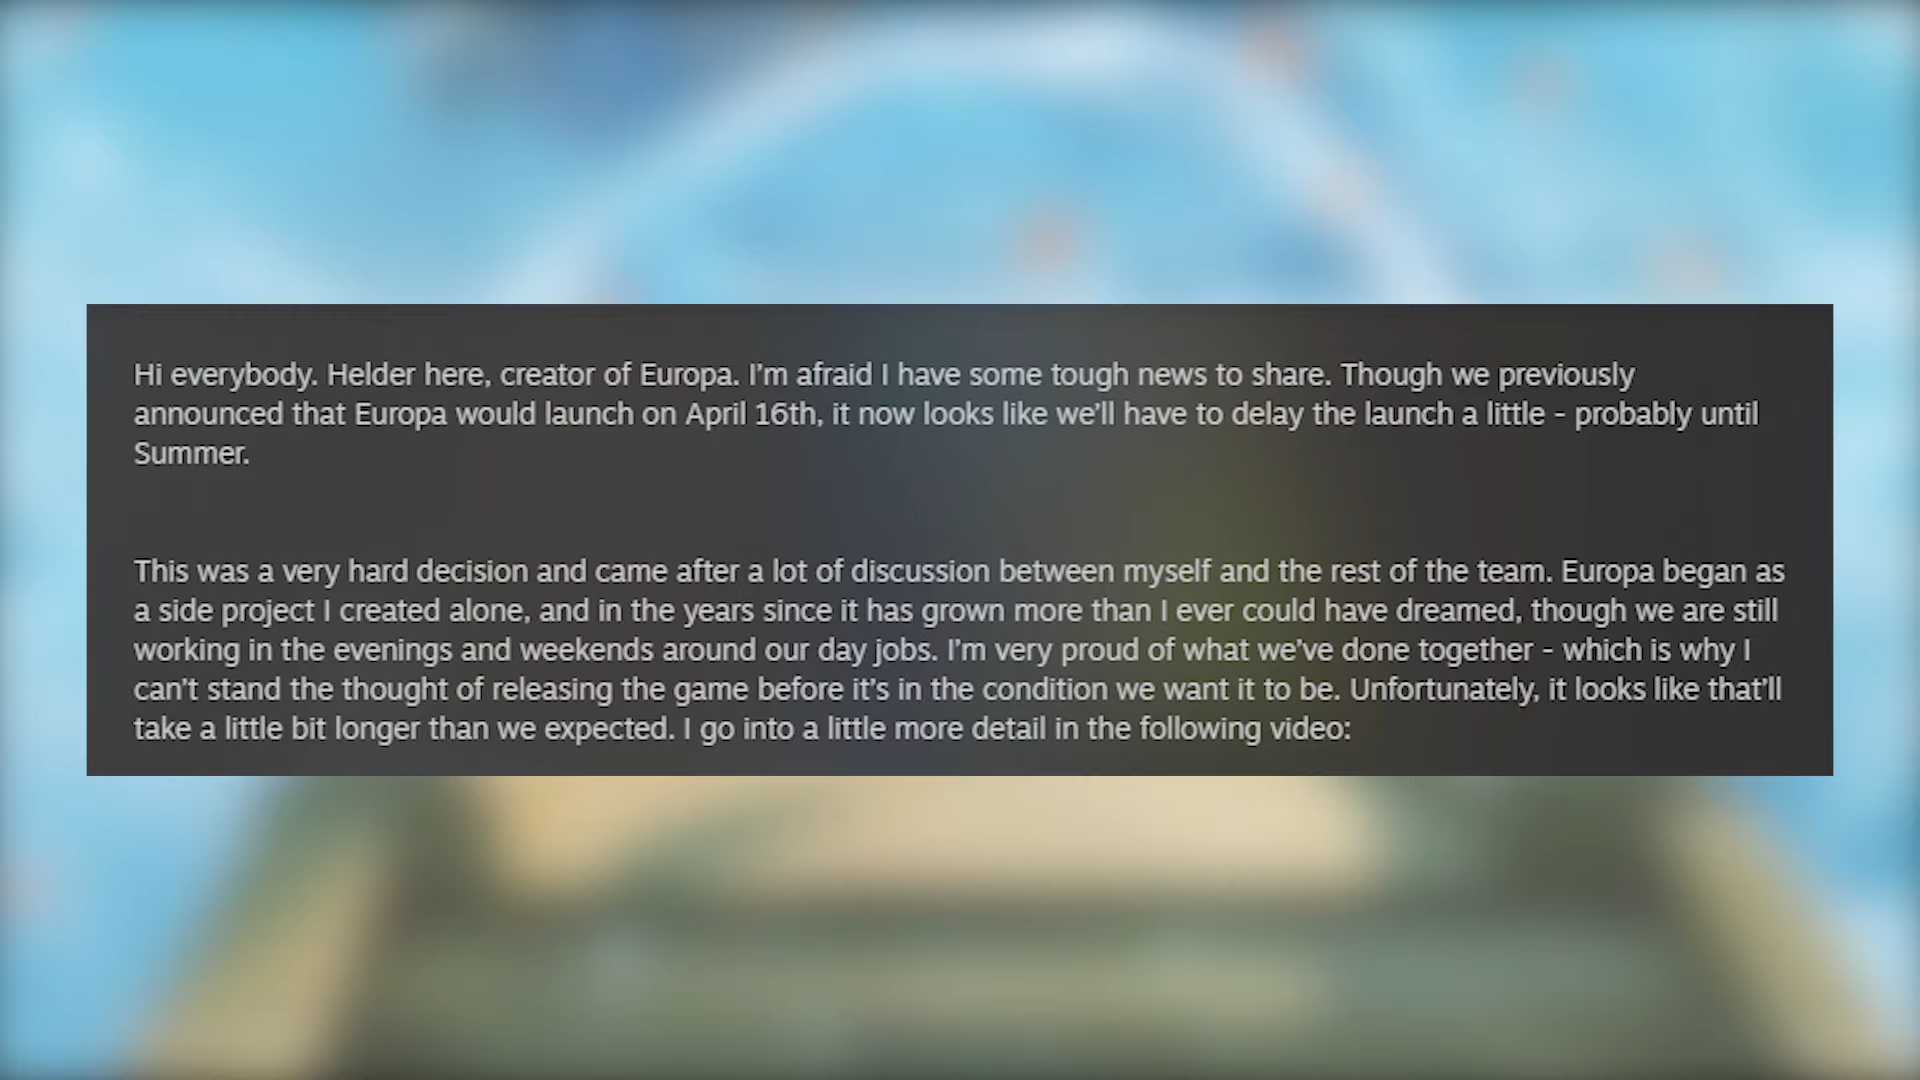 Hi everybody. Helder here, creator of Europa. I'm afraid I have some tough news to share. Though we previously
announced that Europa would launch on April 16th, it now looks like we'll have to delay the launch a little - probably until
Summer.
This was a very hard decision and came after a lot of discussion between myself and the rest of the team. Europa began as
a side project I created alone, and in the years since it has grown more than I ever could have dreamed, though we are still
working in the evenings and weekends around our day jobs. I'm very proud of what we've done together - which is why I
can't stand the thought of releasing the game before it's in the condition we want it to be. Unfortunately, it looks like that'll
take a little bit longer than we expected. I go into a little more detail in the following video: